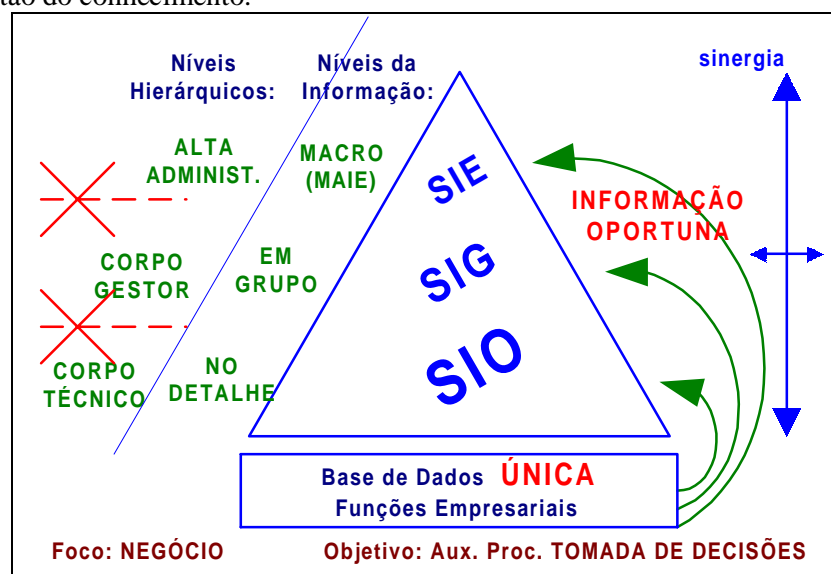 Níveis
Hierárquicos:
Níveis da
Informação:
sinergia
ALTA
ADMINIST.
MACRO
(MAIE)
SIE
INFORMAÇÃO
OPORTUNA
CORPO
GESTOR
EM
GRUPO
SIG
CORPO
TÉCNICO
NO
DETALHE
SIO
Base de Dados ÚNICA
Funções Empresariais
Foco: NEGÓCIO
Objetivo: Aux. Proc. TOMADA DE DECISÕES